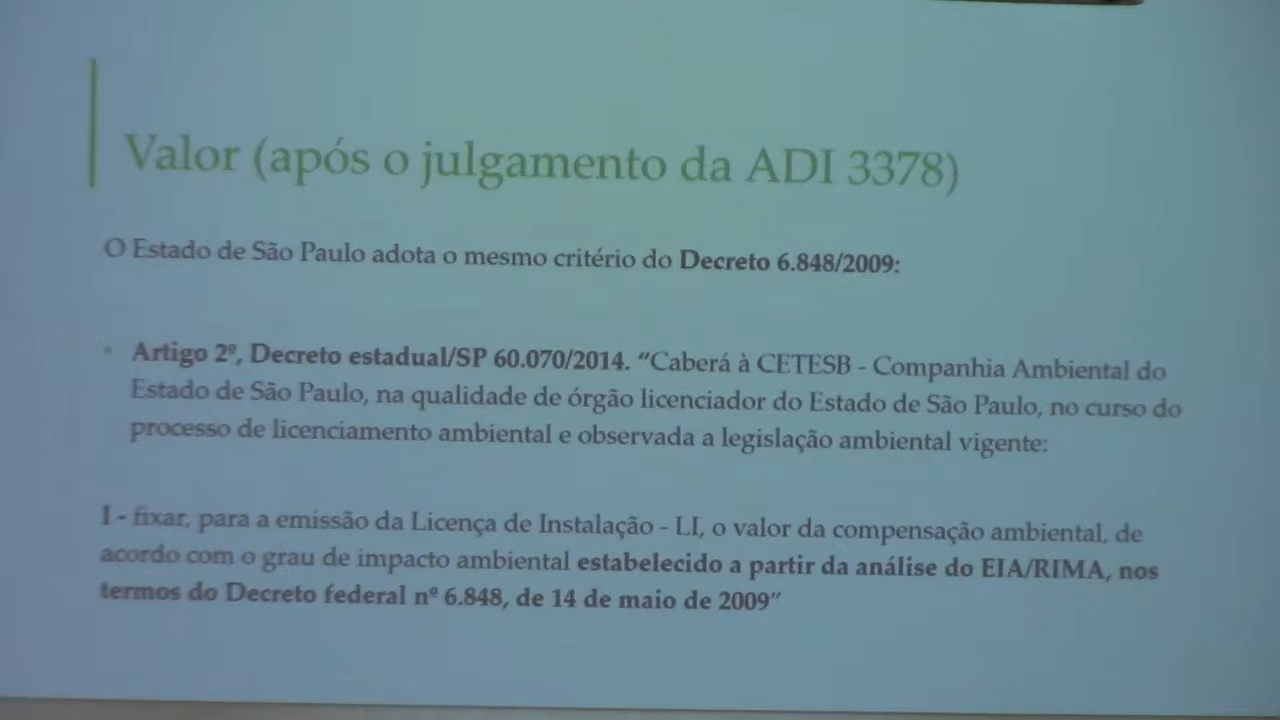 Valor (após o julgamento da ADI 3378)
O Estado de São Paulo adota o mesmo critério do Decreto 6.848/2009:
• Artigo 2º, Decreto estadual/SP 60.070/2014. “Caberá à CETESB - Companhia Ambiental do
Estado de São Paulo, na qualidade de órgão licenciador do Estado de São Paulo, no curso do
processo de licenciamento ambiental e observada a legislação ambiental vigente:
I - fixar, para a emissão da Licença de Instalação - LI, o valor da compensação ambiental, de
acordo com o grau de impacto ambiental estabelecido a partir da análise do EIA/RIMA, nos
termos do Decreto federal nº 6.848, de 14 de maio de 2009”